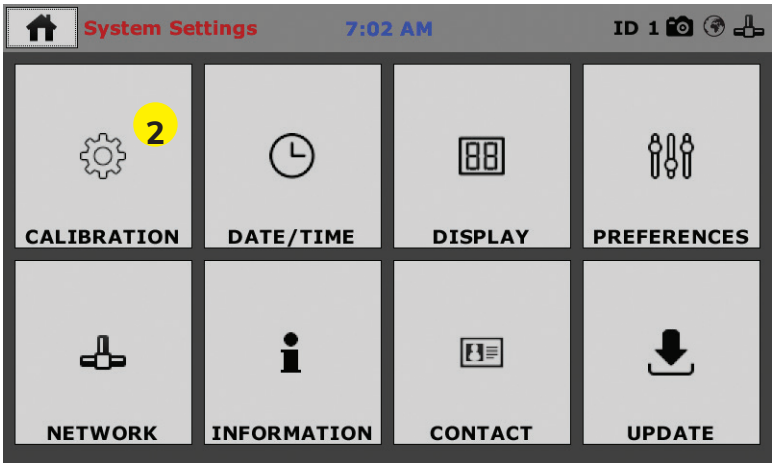 System Settings 7:02 AM ID 1
2
CALIBRATION DATE/TIME DISPLAY PREFERENCES
NETWORK INFORMATION CONTACT UPDATE